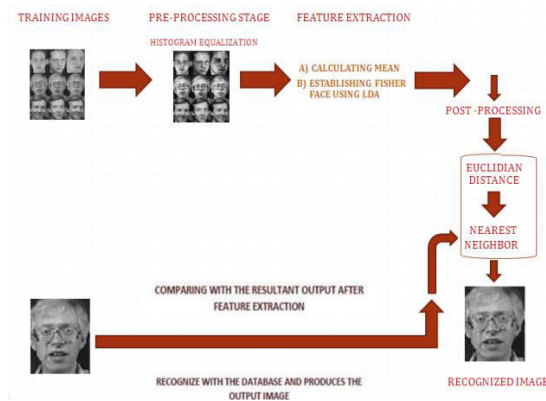 TRAINING IMAGES
PRE-PROCESSING STAGE
FEATURE EXTRACTION
HISTOGRAM EQUALIZATION
A) CALCULATING MEAN
B) ESTABLISHING FISHER
FACE USING LDA
POST -PROCESSING
EUCLIDIAN
DISTANCE
NEAREST
NEIGHBOR
COMPARING WITH THE RESULTANT OUTPUT AFTER
FEATURE EXTRACTION
RECOGNIZED IMAGE
RECOGNIZE WITH THE DATABASE AND PRODUCES THE
OUTPUT IMAGE